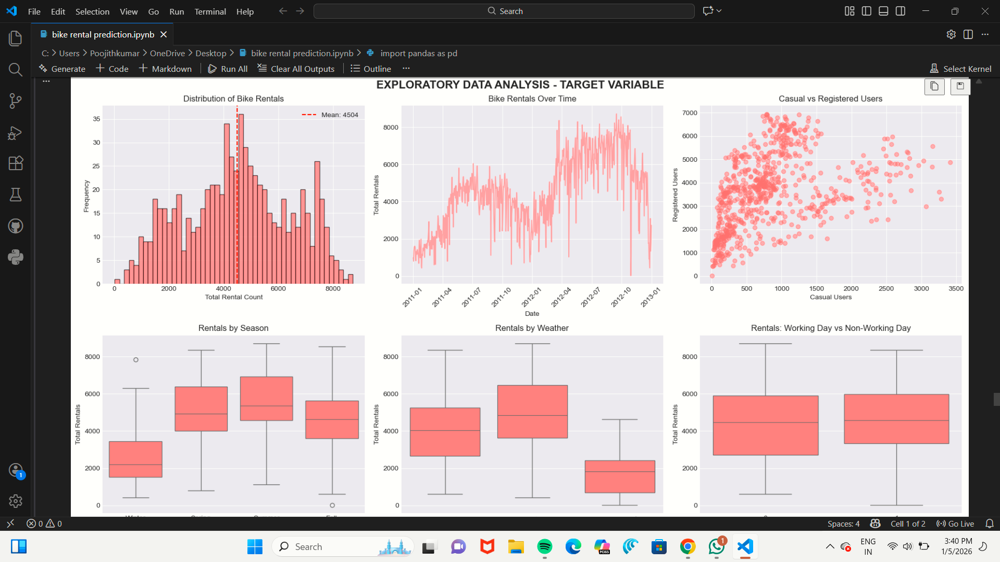 File Edit Selection View Go Run Terminal Help
Search
bike rental prediction.ipynb
C: > Users > Poojithkumar > OneDrive > Desktop > bike rental prediction.ipynb > import pandas as pd
Generate + Code + Markdown Run All Clear All Outputs Outline ...
Select Kernel
EXPLORATORY DATA ANALYSIS - TARGET VARIABLE
Distribution of Bike Rentals
Mean: 4504
Frequency
35
30
25
20
15
10
5
0
0 2000 4000 6000 8000
Total Rental Count
Bike Rentals Over Time
Total Rentals
8000
6000
4000
2000
0
2011-01 2011-04 2011-07 2011-10 2012-01 2012-04 2012-07 2012-10 2013-01
Date
Casual vs Registered Users
Registered Users
7000
6000
5000
4000
3000
2000
1000
0
0 500 1000 1500 2000 2500 3000 3500
Casual Users
Rentals by Season
Total Rentals
8000
6000
4000
2000
0
Rentals by Weather
Total Rentals
8000
6000
4000
2000
0
Rentals: Working Day vs Non-Working Day
Total Rentals
8000
6000
4000
2000
0
1
0 0
Spaces: 4
Cell 1 of 2
Go Live
Search
M365
1
ENG
IN
3:40 PM
1/5/2026